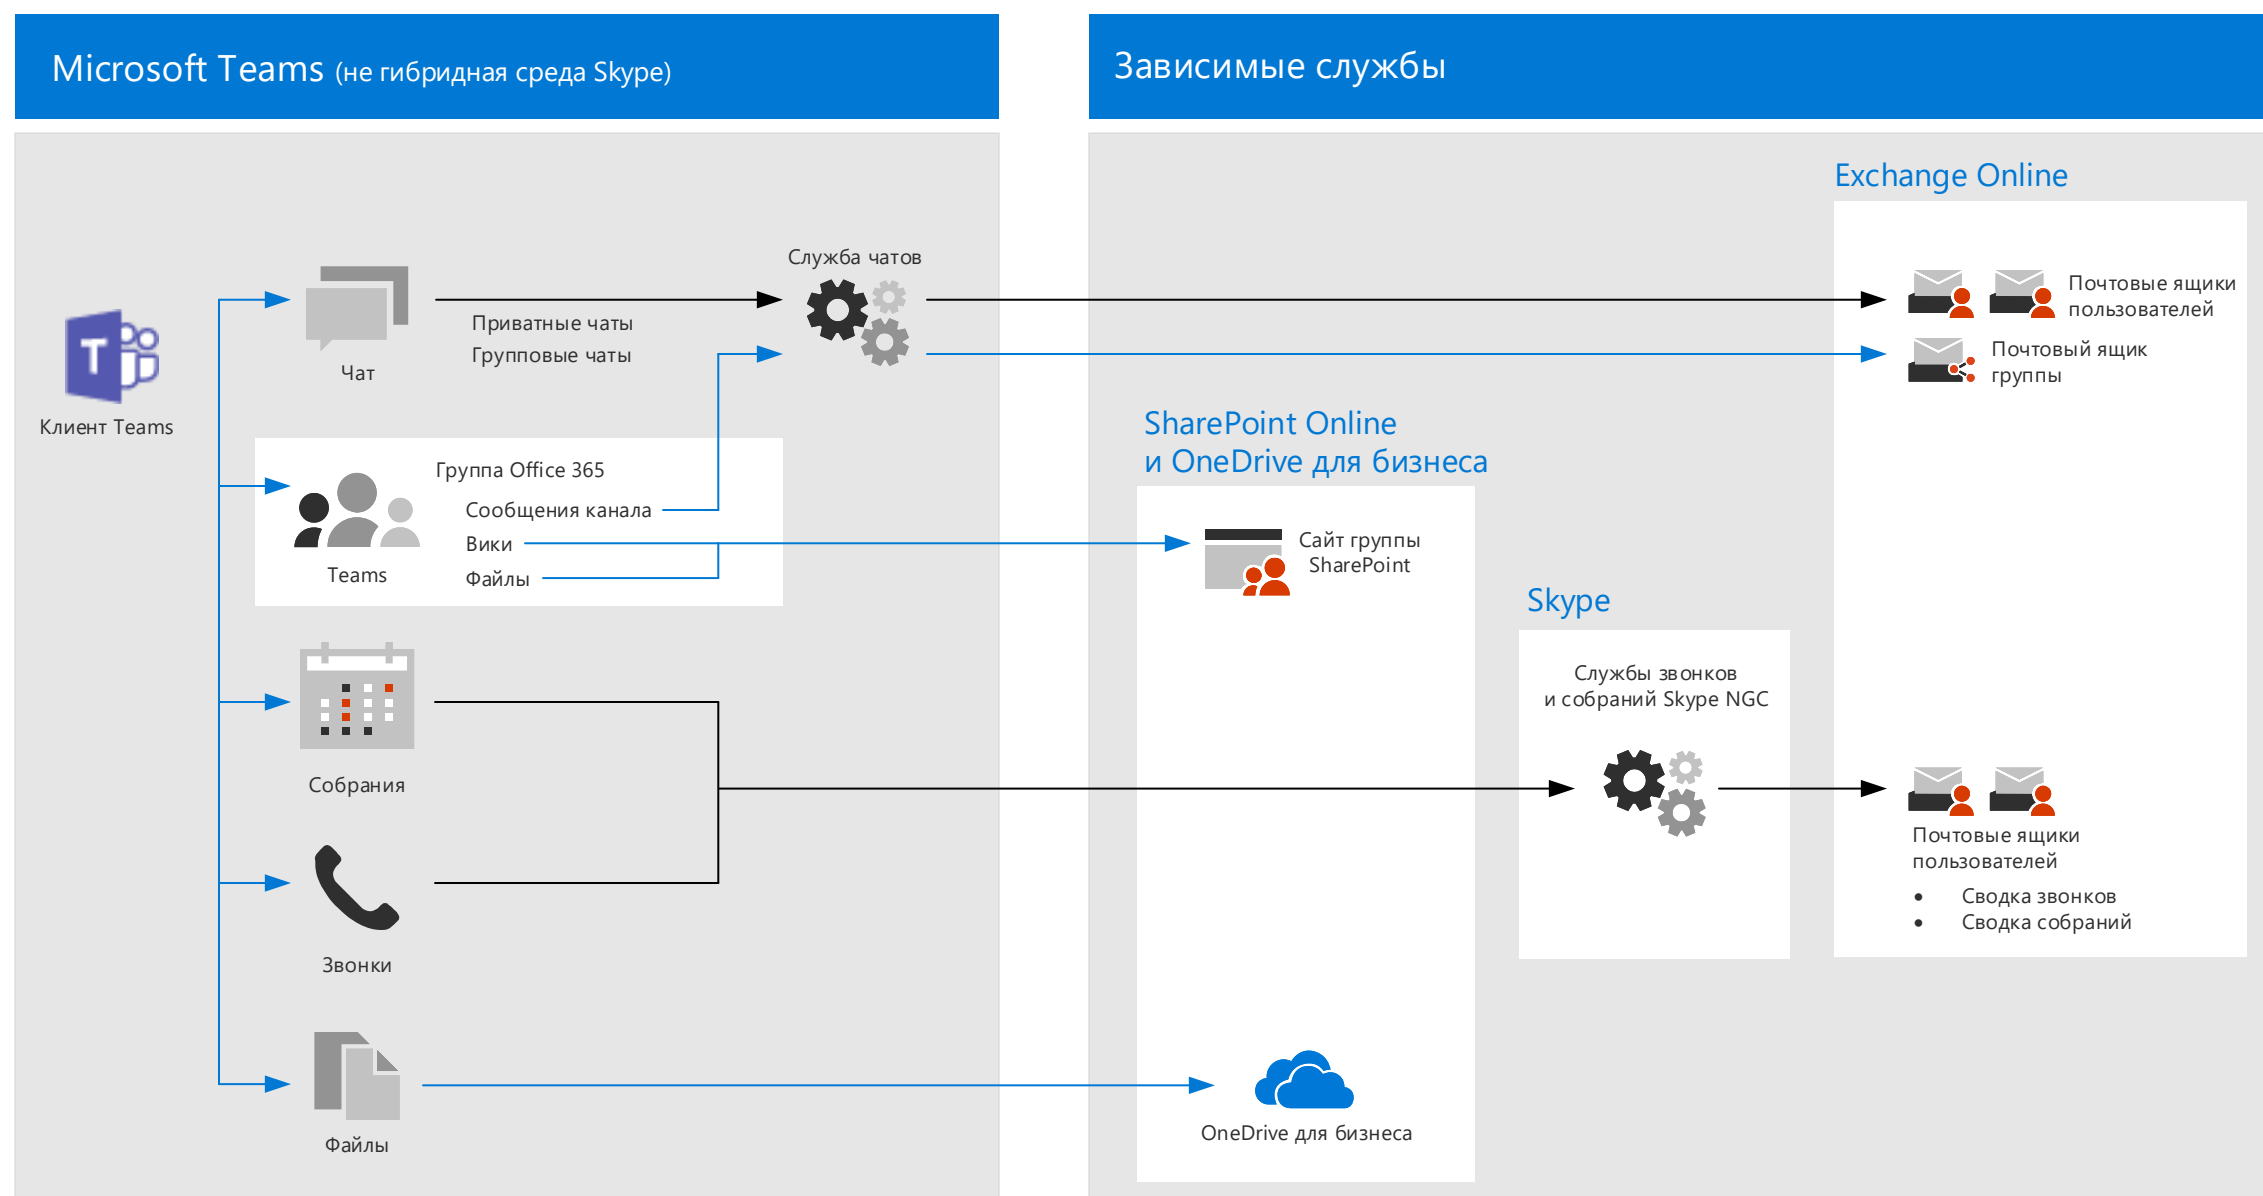 Microsoft Teams (не гибридная среда Skype)
Зависимые службы
Exchange Online
Служба чатов
Почтовые ящики
пользователей
Приватные чаты
Групповые чаты
Чат
Почтовый ящик
группы
T
Клиент Teams
SharePoint Online
и OneDrive для бизнеса
Группа Office 365
Сообщения канала
Вики
Файлы
Teams
Сайт группы
SharePoint
Skype
Службы звонков
и собраний Skype NGC
Собрания
Почтовые ящики
пользователей
• Сводка звонков
• Сводка собраний
Звонки
OneDrive для бизнеса
Файлы